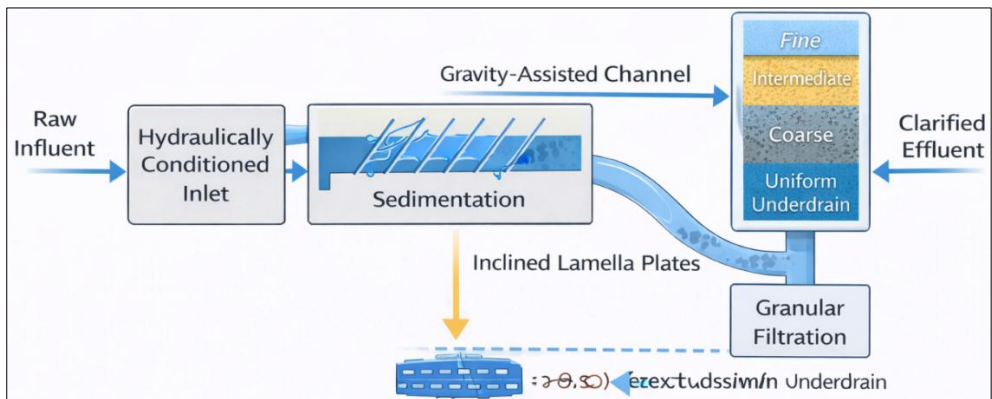 Raw
Influent
Hydraulically
Conditioned
Inlet
Sedimentation
Gravity-Assisted Channel
Fine
Intermediate
Coarse
Uniform
Underdrain
Clarified
Effluent
Inclined Lamella Plates
Granular
Filtration
Underdrain